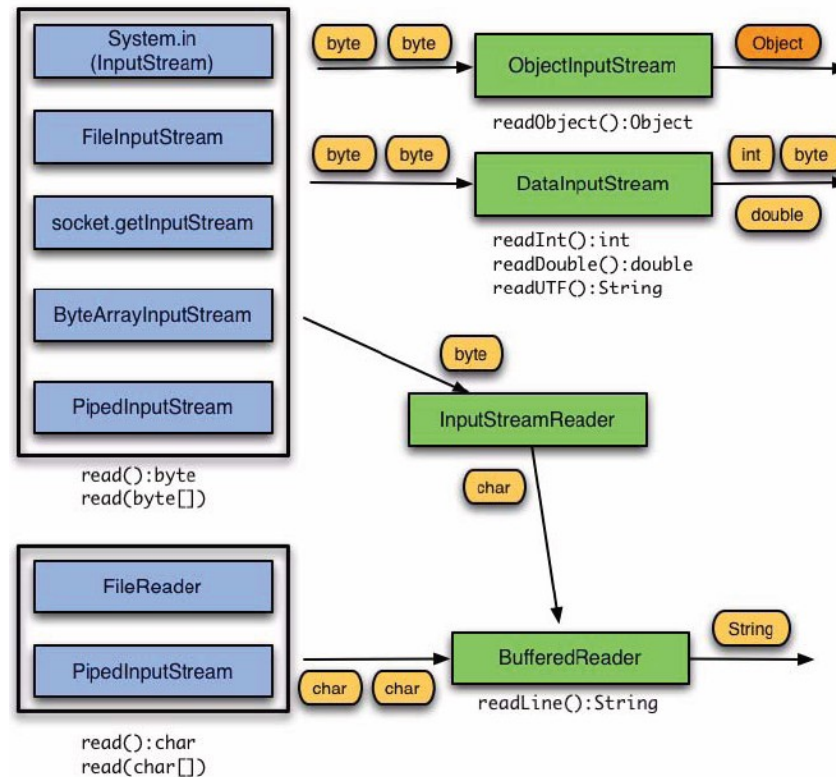 System.in
(InputStream)
FileInputStream
socket.getInputStream
ByteArrayInputStream
PipedInputStream
read():byte
read(byte[])
byte byte
ObjectInputStream
Object
readObject():Object
byte byte
DataInputStream
int byte
double
readInt():int
readDouble():double
readUTF():String
byte
InputStreamReader
char
FileReader
PipedInputStream
read():char
read(char[])
char char
BufferedReader
String
readLine():String